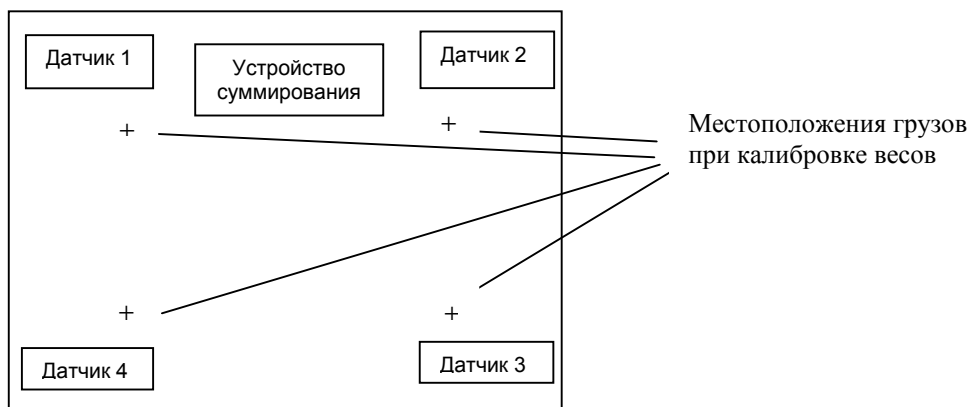 Датчик 1
Устройство
суммирования
Датчик 2
+
+
Местоположения грузов
при калибровке весов
+
+
Датчик 4
Датчик 3